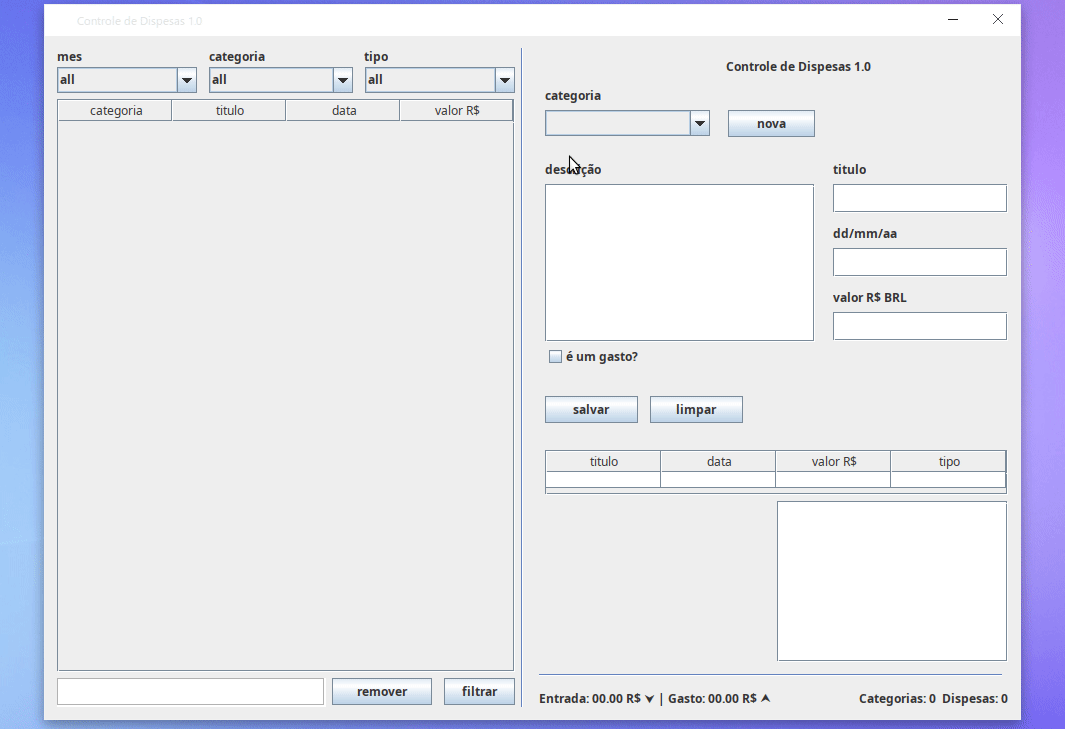 Controle de Dispesas 1.0
mes categoria tipo
all all all
categoria titulo data valor R$
remover filtrar
Controle de Dispesas 1.0
categoria
nova
titulo
dd/mm/aa
valor R$ BRL
é um gasto?
salvar limpar
titulo data valor R$ tipo
Entrada: 00.00 R$ ⮟ | Gasto: 00.00 R$ ⮝ Categorias: 0 Dispesas: 0